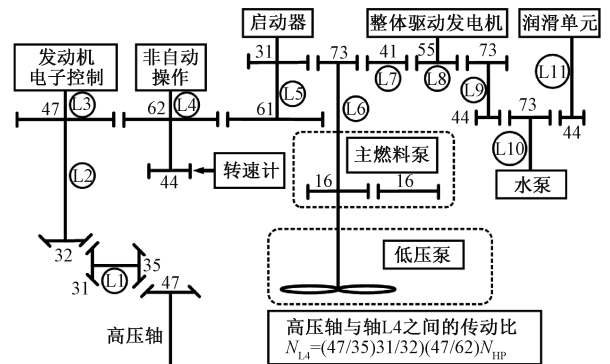 启动器
整体驱动发电机
润滑单元
发动机
电子控制
非自动
操作
31
73
41
55
73
L3
L4
L5
L6
L7
L8
L9
L11
47
62
61
44
73
44
L10
L2
44
转速计
主燃料泵
16
16
水泵
32
31
L1
35
47
低压泵
高压轴
高压轴与轴L4之间的传动比
N_L4=(47/35)31/32)(47/62)N_HP